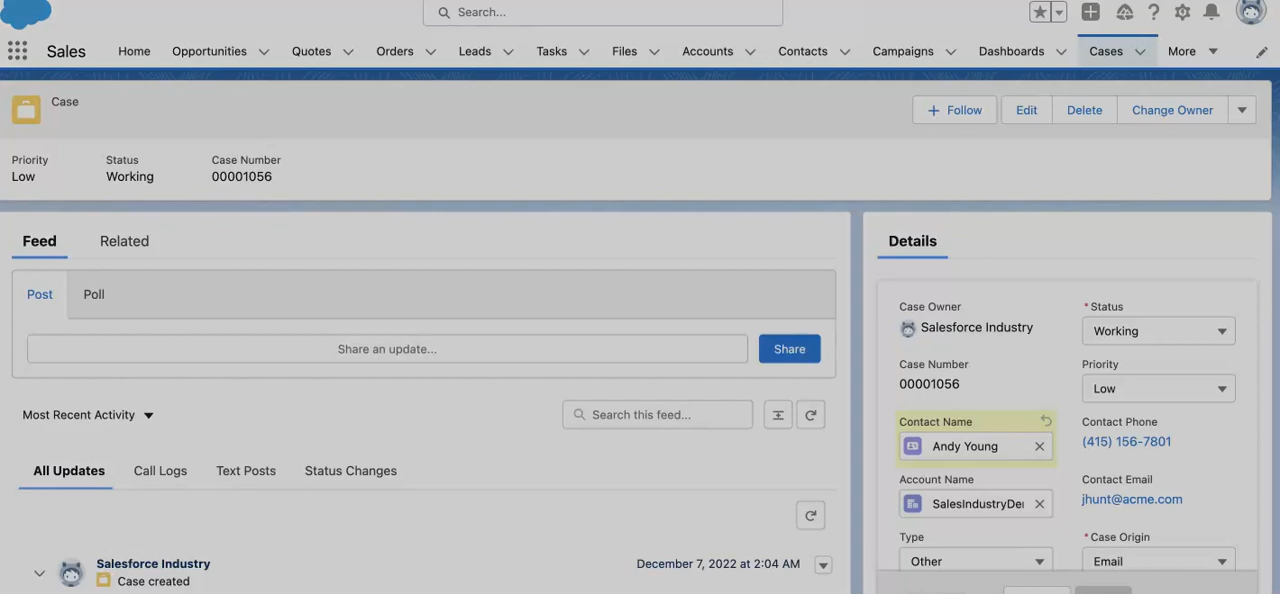 Search...
Sales
Home Opportunities Quotes Orders Leads Tasks Files Accounts Contacts Campaigns Dashboards Cases More
Case
Follow Edit Delete Change Owner
Priority Status Case Number
Low Working 00001056
Feed Related
Post Poll
Share an update... Share
Most Recent Activity Search this feed...
All Updates Call Logs Text Posts Status Changes
Salesforce Industry December 7, 2022 at 2:04 AM
Case created
Details
Case Owner *Status
Salesforce Industry Working
Case Number Priority
00001056 Low
Contact Name Contact Phone
Andy Young (415) 156-7801
Account Name Contact Email
SalesIndustryDe jhunt@acme.com
Type *Case Origin
Other Email